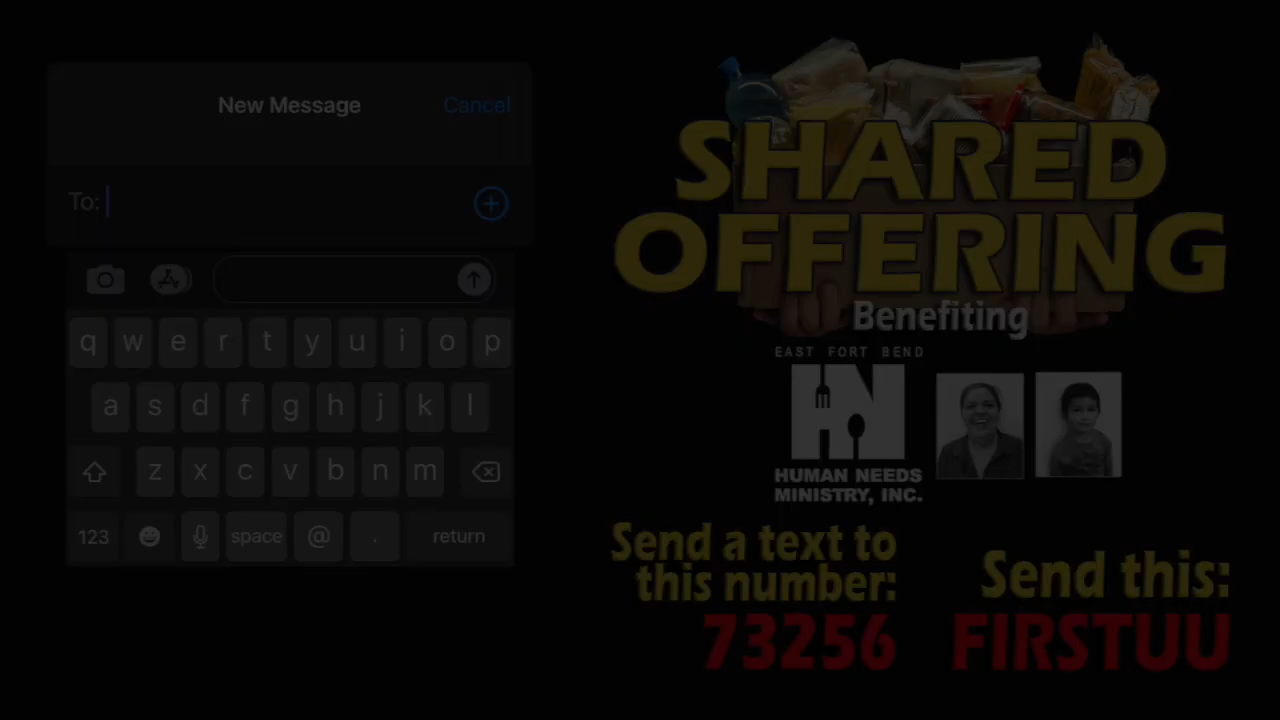 New Message
Cancel
To:
q w e r t y u i o p
a s d f g h j k l
z x c v b n m
123 space @ . return
SHARED
OFFERING
Benefiting
EAST FORT BEND
HN
HUMAN NEEDS
MINISTRY, INC.
Send a text to
this number:
73256
Send this:
FIRSTUU